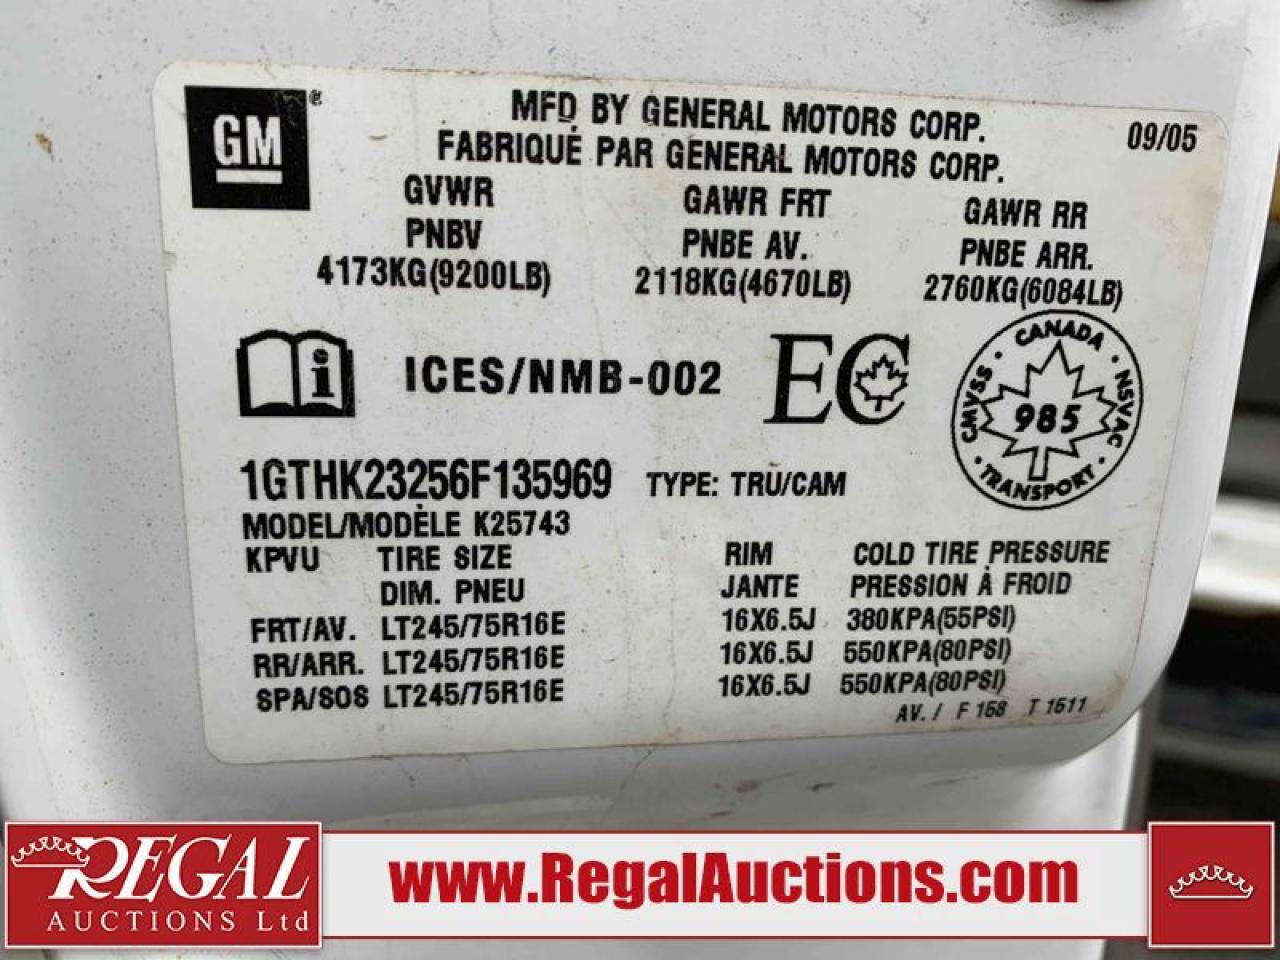 GM
MFD BY GENERAL MOTORS CORP.
09/05
FABRIQUÉ PAR GENERAL MOTORS CORP.
GVWR GAWR FRT GAWR RR
PNBV PNBE AV. PNBE ARR.
4173KG(9200LB) 2118KG(4670LB) 2760KG(6084LB)
i ICES/NMB-002 EC
CANADA
CMVSS 985 NSVAC
TRANSPORT
1GTHK23256F135969 TYPE: TRU/CAM
MODEL/MODÈLE K25743
KPVU TIRE SIZE RIM COLD TIRE PRESSURE
DIM. PNEU JANTE PRESSION À FROID
FRT/AV. LT245/75R16E 16X6.5J 380KPA(55PSI)
RR/ARR. LT245/75R16E 16X6.5J 550KPA(80PSI)
SPA/SOS LT245/75R16E 16X6.5J 550KPA(80PSI)
AV. / F 158 T 1511
REGAL
AUCTIONS Ltd
www.RegalAuctions.com